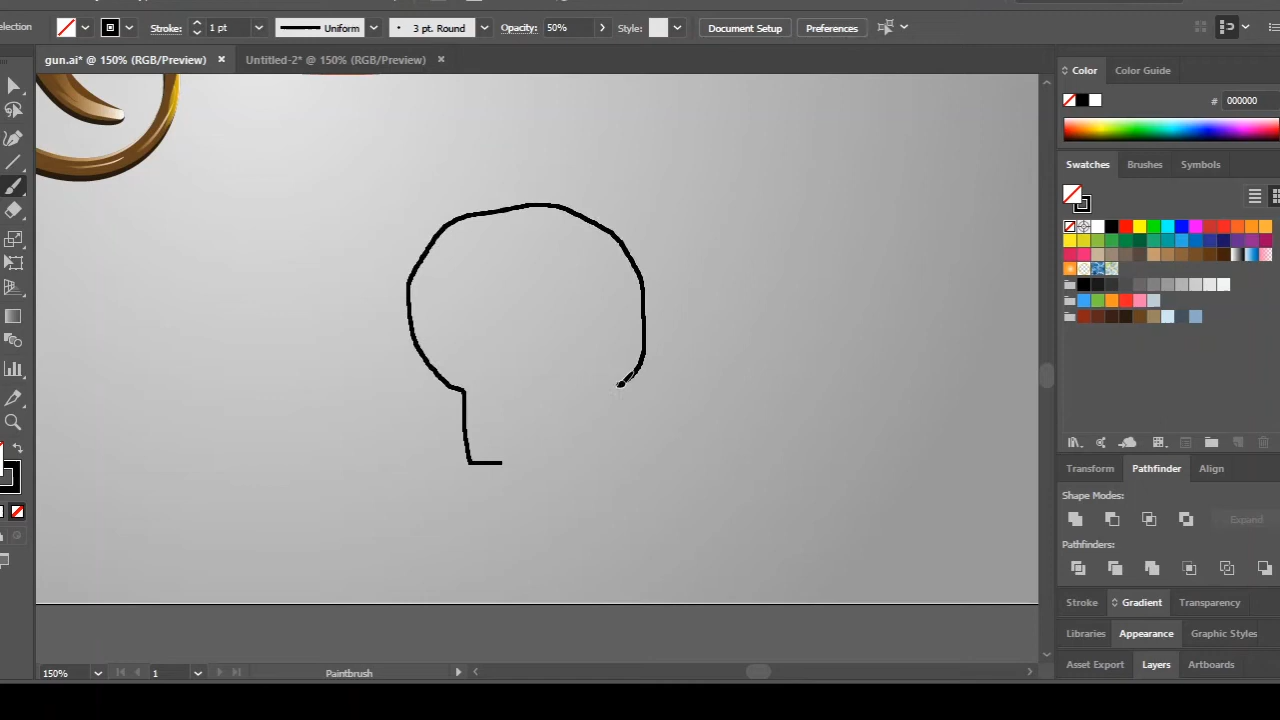 election
Stroke: 1 pt Uniform 3 pt. Round Opacity: 50% Style: Document Setup Preferences
gun.ai* @ 150% (RGB/Preview) × Untitled-2* @ 150% (RGB/Preview) ×
Color Color Guide
# 000000
Swatches Brushes Symbols
Transform Pathfinder Align
Shape Modes:
Expand
Pathfinders:
Stroke Gradient Transparency
Libraries Appearance Graphic Styles
Asset Export Layers Artboards
150% 1 Paintbrush